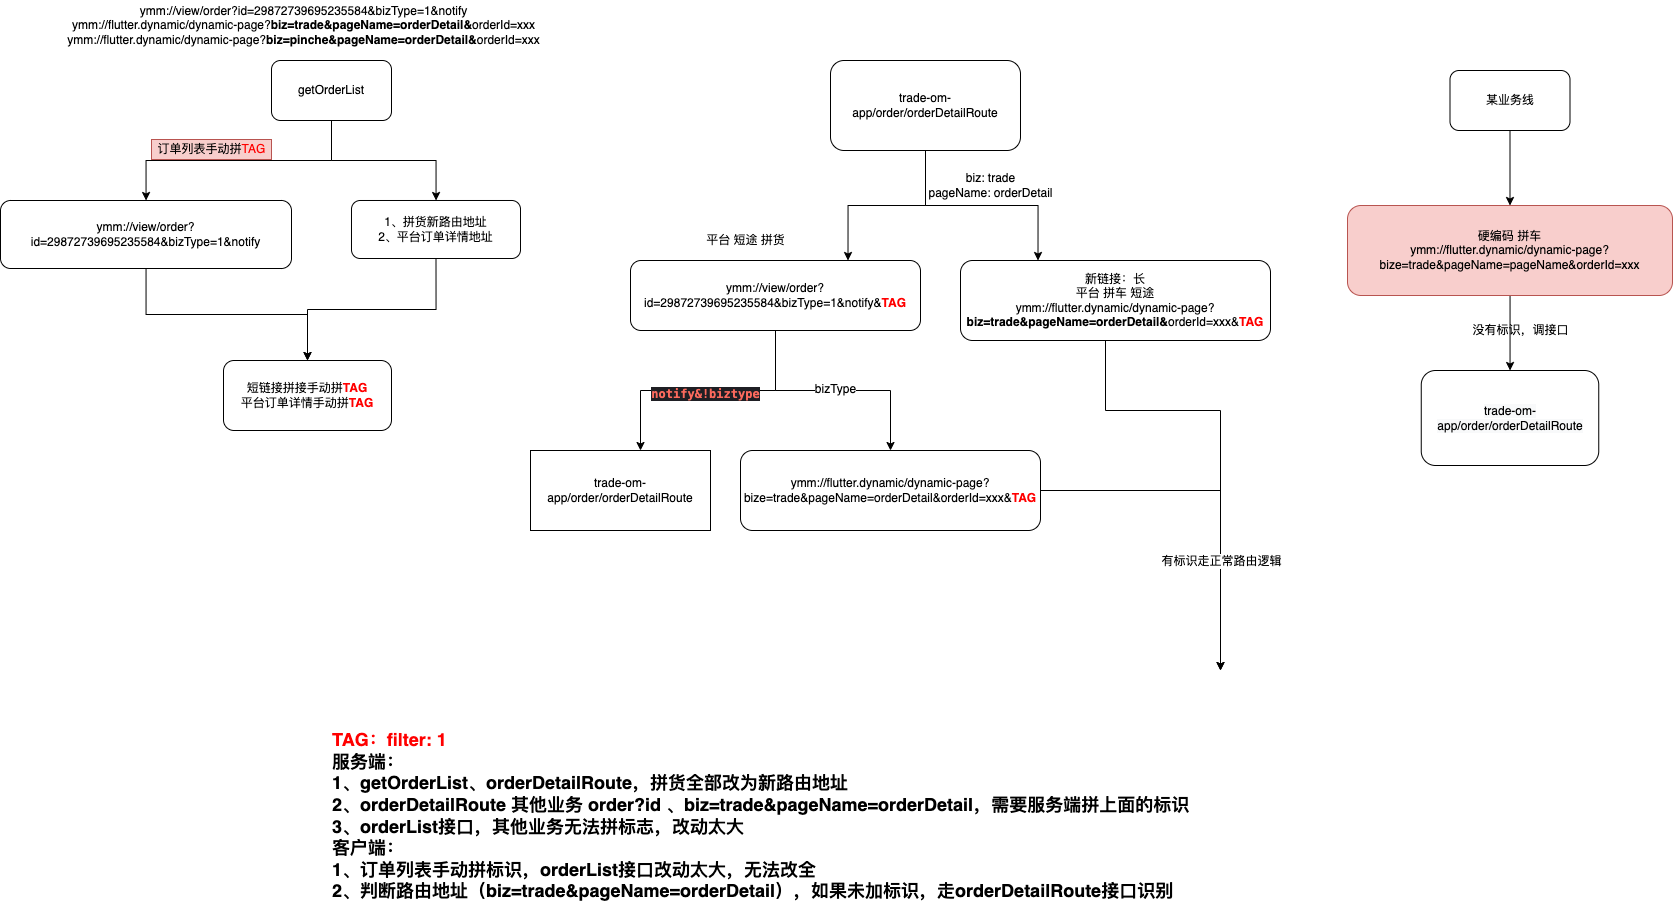 ymm://view/order?id=29872739695235584&bizType=1&notify
ymm://flutter.dynamic/dynamic-page?biz=trade&pageName=orderDetail&orderId=xxx
ymm://flutter.dynamic/dynamic-page?biz=pinche&pageName=orderDetail&orderId=xxx
getOrderList
订单列表手动拼TAG
ymm://view/order?
id=29872739695235584&bizType=1&notify
1、拼货新路由地址
2、平台订单详情地址
短链接拼接手动拼TAG
平台订单详情手动拼TAG
trade-om-
app/order/orderDetailRoute
biz: trade
pageName: orderDetail
平台 短途 拼货
ymm://view/order?
id=29872739695235584&bizType=1&notify&TAG
新链接：长
平台 拼车 短途
ymm://flutter.dynamic/dynamic-page?
biz=trade&pageName=orderDetail&orderId=xxx&TAG
notify&!biztype
bizType
trade-om-
app/order/orderDetailRoute
ymm://flutter.dynamic/dynamic-page?
bize=trade&pageName=orderDetail&orderId=xxx&TAG
有标识走正常路由逻辑
某业务线
硬编码 拼车
ymm://flutter.dynamic/dynamic-page?
bize=trade&pageName=pageName&orderId=xxx
没有标识，调接口
trade-om-
app/order/orderDetailRoute
TAG：filter: 1
服务端：
1、getOrderList、orderDetailRoute，拼货全部改为新路由地址
2、orderDetailRoute 其他业务 order?id 、biz=trade&pageName=orderDetail，需要服务端拼上面的标识
3、orderList接口，其他业务无法拼标志，改动太大
客户端：
1、订单列表手动拼标识，orderList接口改动太大，无法改全
2、判断路由地址（biz=trade&pageName=orderDetail），如果未加标识，走orderDetailRoute接口识别